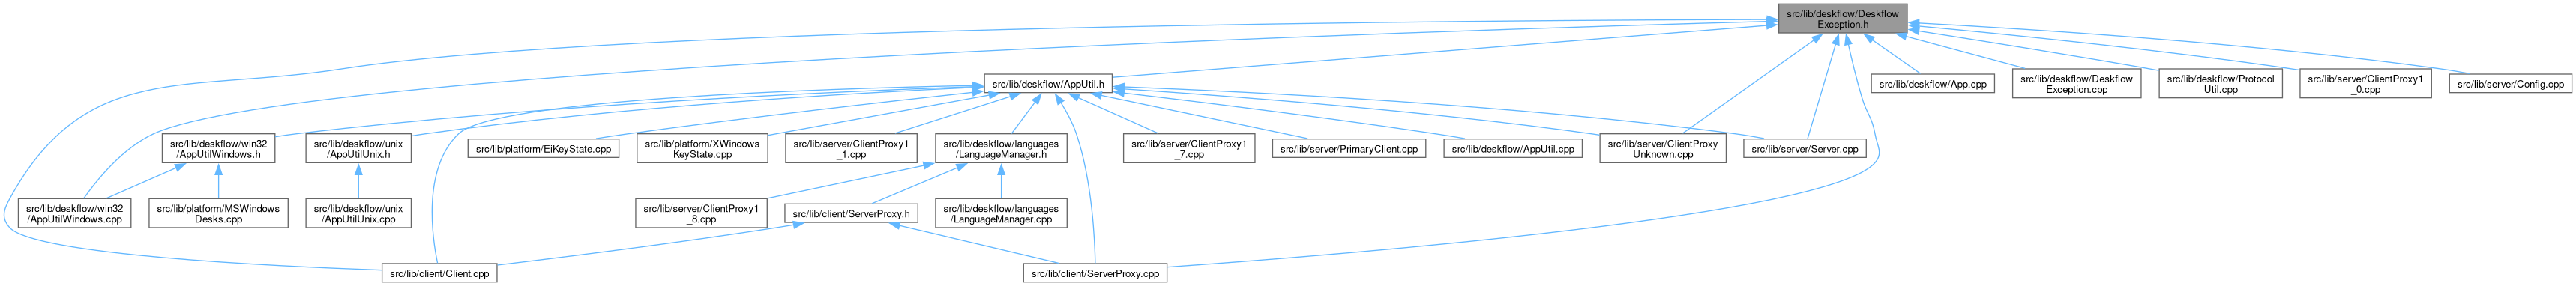 src/lib/deskflow/Deskflow
Exception.h
src/lib/deskflow/AppUtil.h
src/lib/deskflow/App.cpp
src/lib/deskflow/Deskflow
Exception.cpp
src/lib/deskflow/Protocol
Util.cpp
src/lib/server/ClientProxy1
_0.cpp
src/lib/server/Config.cpp
src/lib/deskflow/win32
/AppUtilWindows.h
src/lib/deskflow/unix
/AppUtilUnix.h
src/lib/platform/EiKeyState.cpp
src/lib/platform/XWindows
KeyState.cpp
src/lib/server/ClientProxy1
_1.cpp
src/lib/deskflow/languages
/LanguageManager.h
src/lib/server/ClientProxy1
_7.cpp
src/lib/server/PrimaryClient.cpp
src/lib/deskflow/AppUtil.cpp
src/lib/server/ClientProxy
Unknown.cpp
src/lib/server/Server.cpp
src/lib/deskflow/win32
/AppUtilWindows.cpp
src/lib/platform/MSWindows
Desks.cpp
src/lib/deskflow/unix
/AppUtilUnix.cpp
src/lib/server/ClientProxy1
_8.cpp
src/lib/client/ServerProxy.h
src/lib/deskflow/languages
/LanguageManager.cpp
src/lib/client/Client.cpp
src/lib/client/ServerProxy.cpp